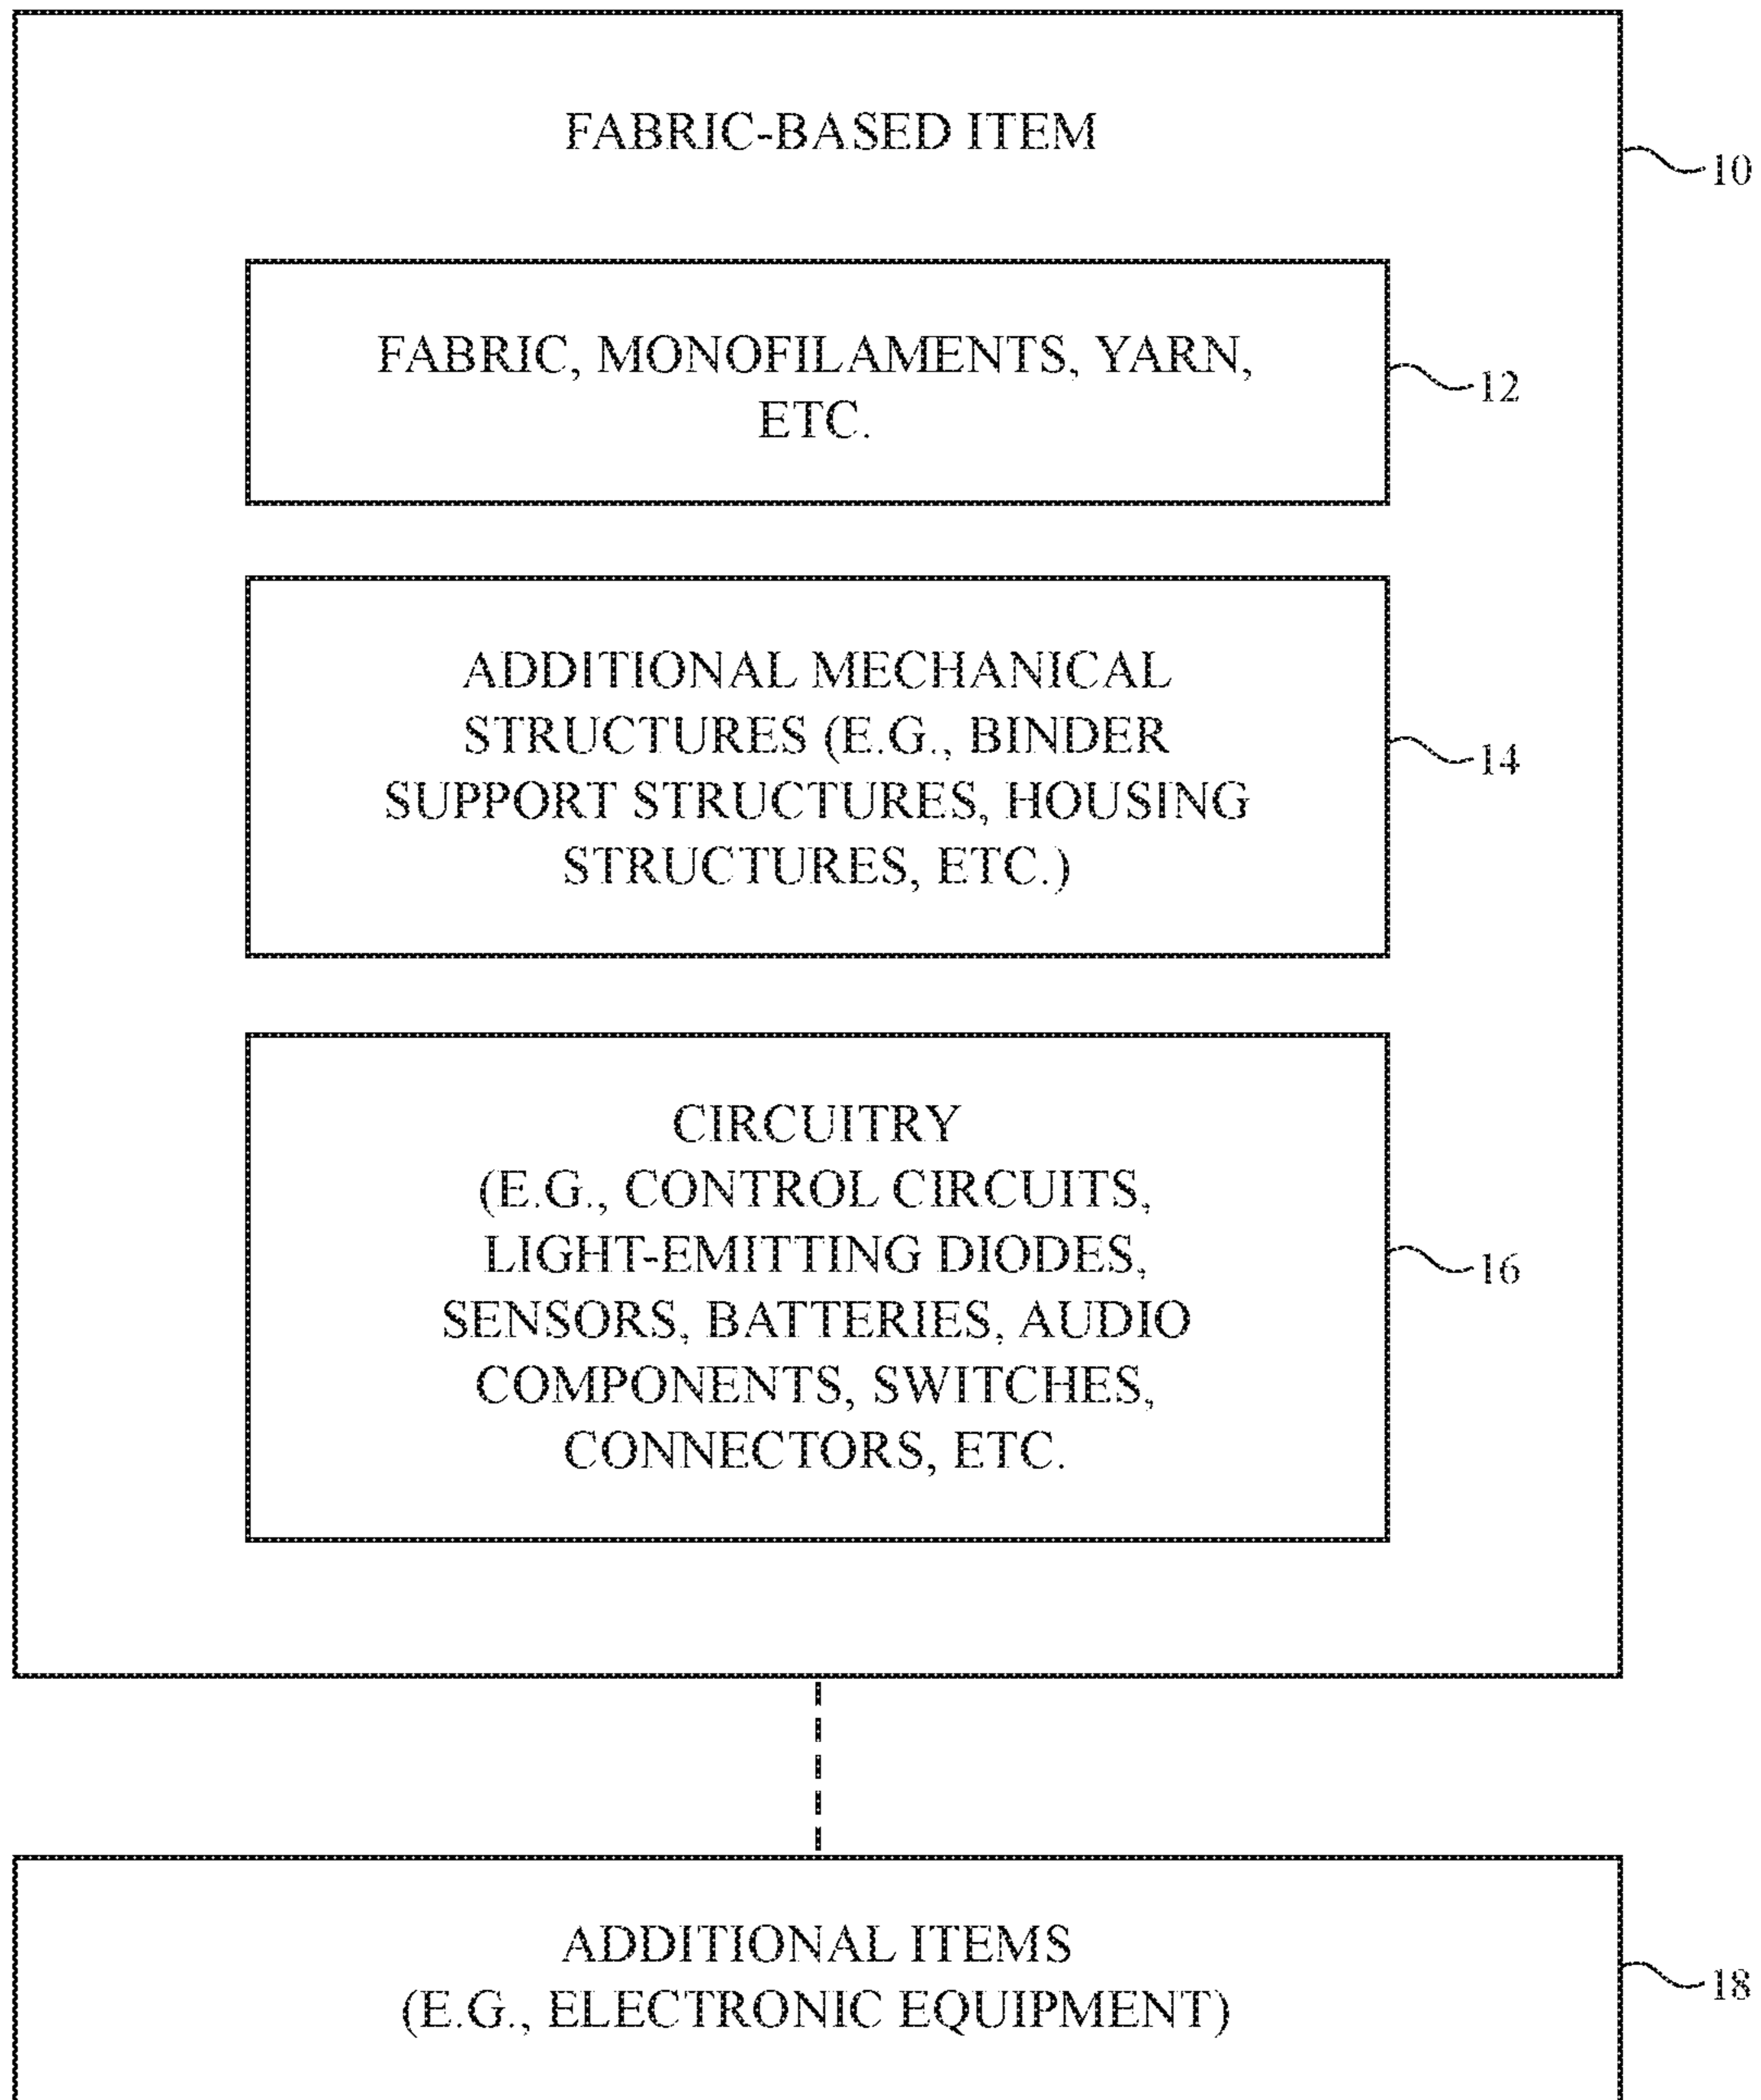 FABRIC-BASED ITEM
10
FABRIC, MONOFILAMENTS, YARN,
ETC.
12
ADDITIONAL MECHANICAL
STRUCTURES (E.G., BINDER
SUPPORT STRUCTURES, HOUSING
STRUCTURES, ETC.)
14
CIRCUITRY
(E.G., CONTROL CIRCUITS,
LIGHT-EMITTING DIODES,
SENSORS, BATTERIES, AUDIO
COMPONENTS, SWITCHES,
CONNECTORS, ETC.
16
ADDITIONAL ITEMS
(E.G., ELECTRONIC EQUIPMENT)
18